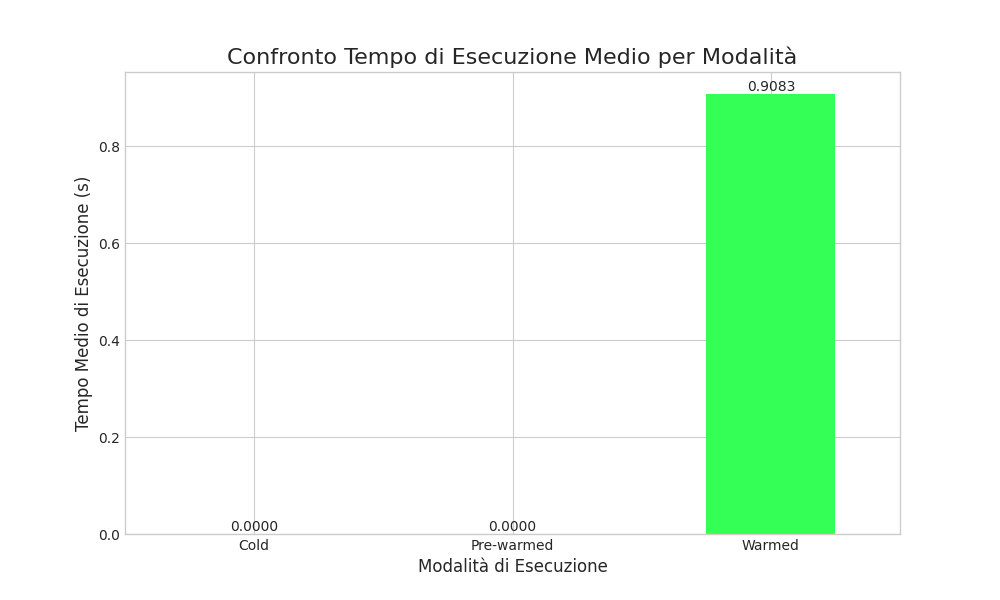 Confronto Tempo di Esecuzione Medio per Modalità
Tempo Medio di Esecuzione (s)
0.8
0.6
0.4
0.2
0.0
0.0000
0.0000
0.9083
Cold
Pre-warmed
Warmed
Modalità di Esecuzione